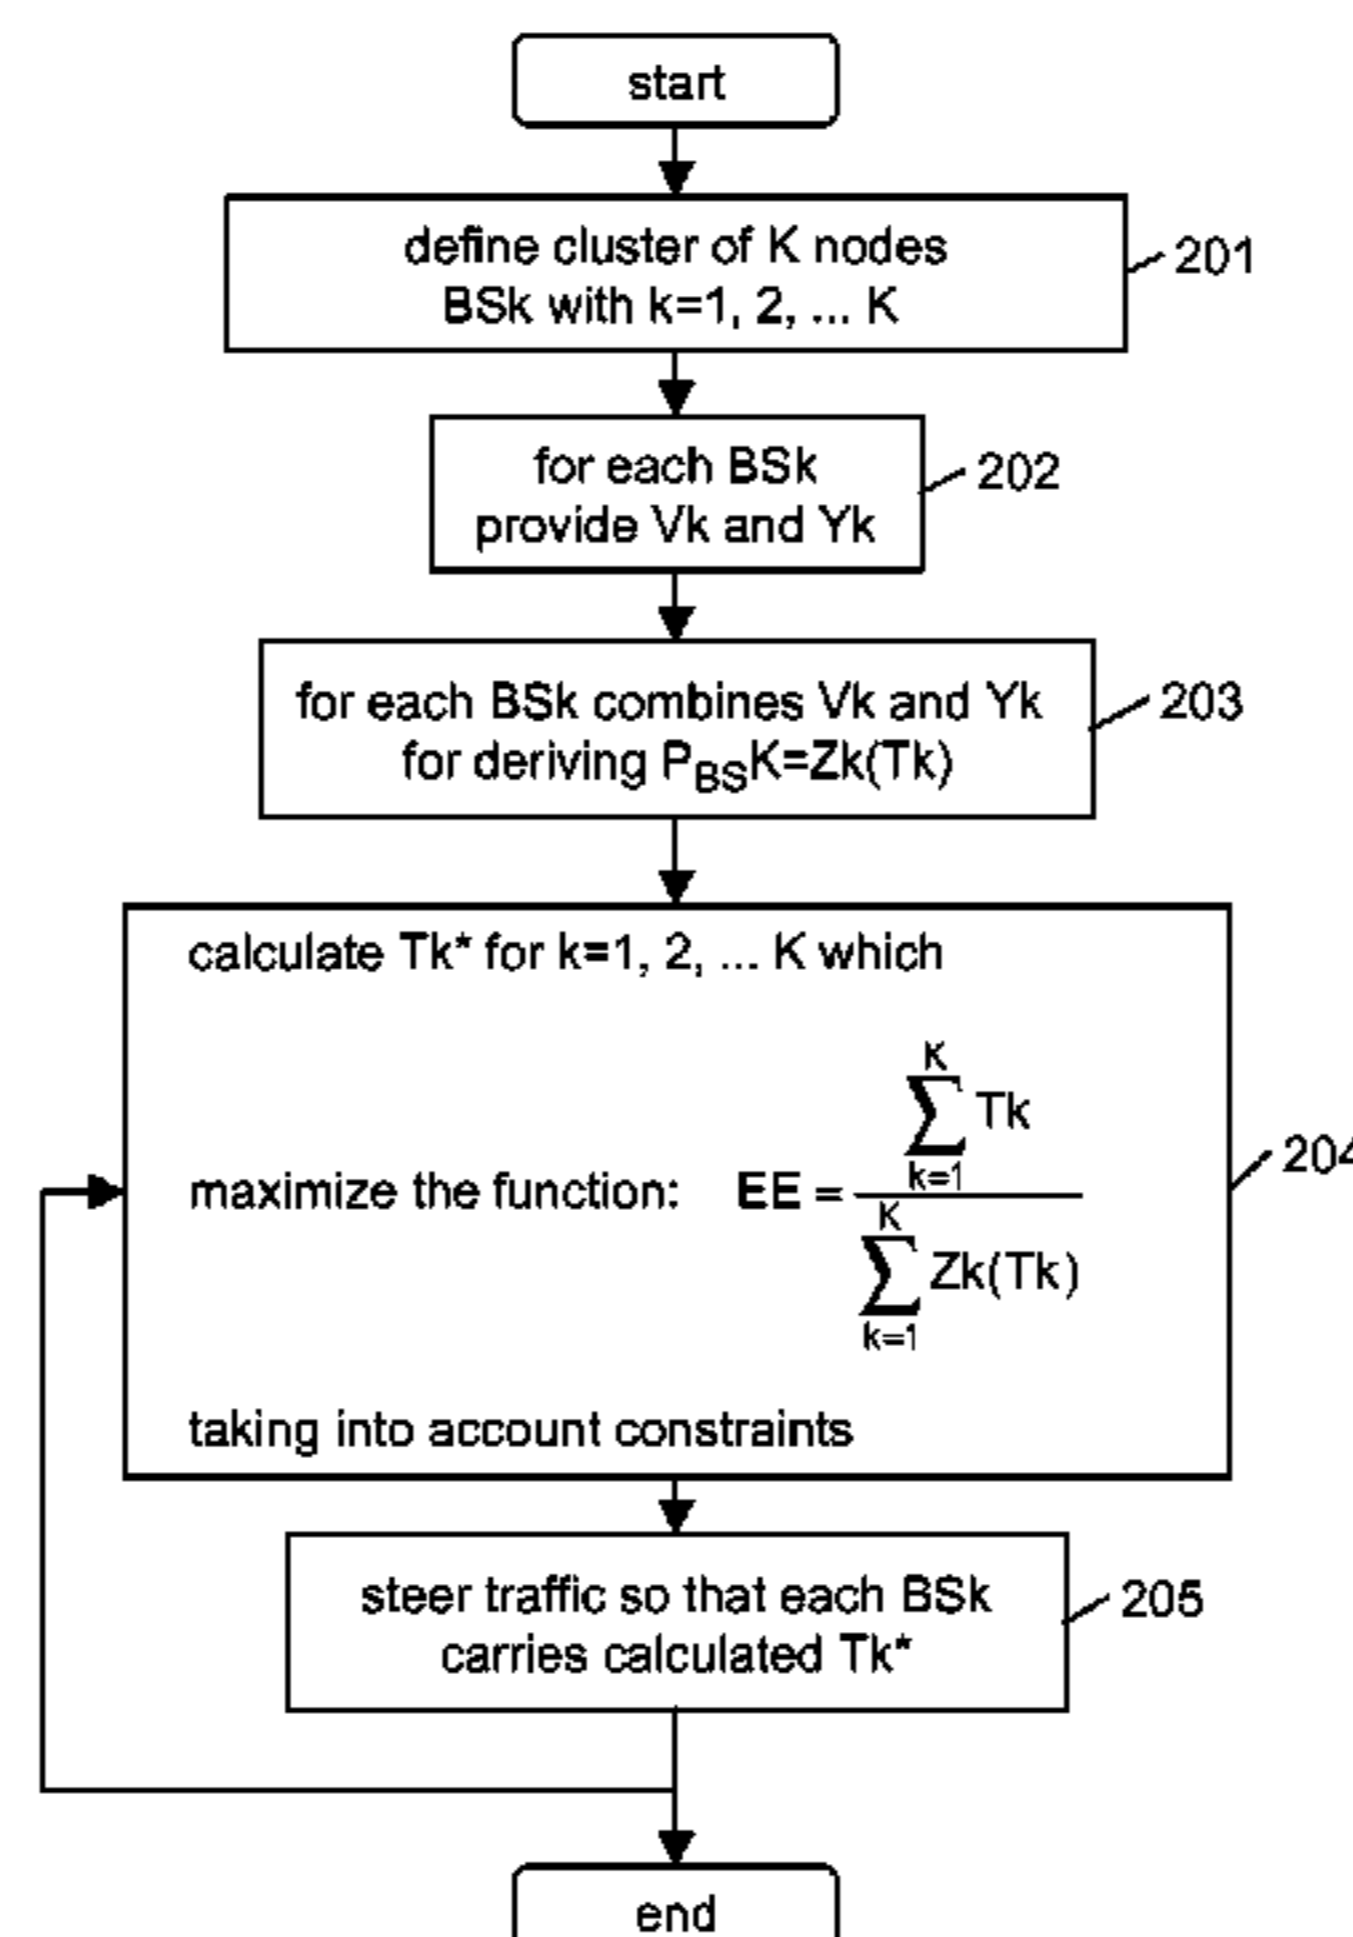 start
define cluster of K nodes
BSk with k=1, 2, ... K
201
for each BSk
provide Vk and Yk
202
for each BSk combines Vk and Yk
for deriving P_BSK=Zk(Tk)
203
calculate Tk* for k=1, 2, ... K which
K
∑ Tk
k=1
maximize the function: EE =
K
∑ Zk(Tk)
k=1
204
taking into account constraints
steer traffic so that each BSk
carries calculated Tk*
205
end